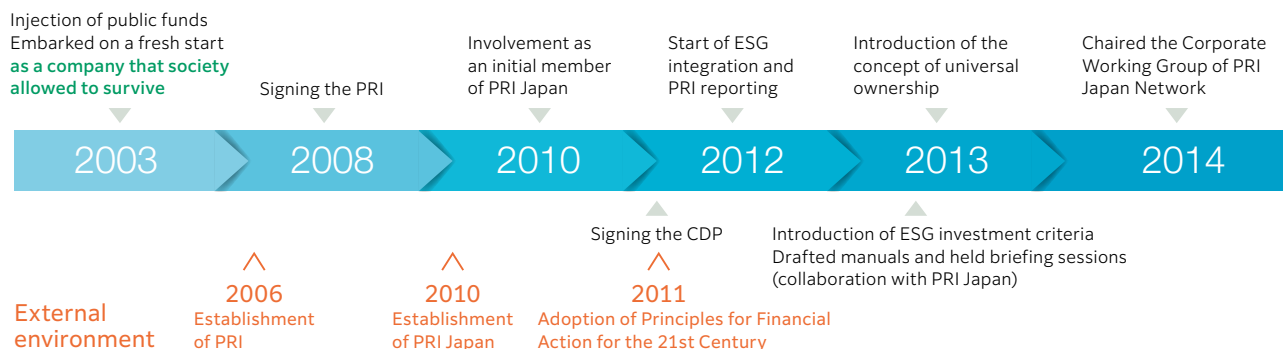 Injection of public funds
Embarked on a fresh start
as a company that society
allowed to survive
Signing the PRI
Involvement as
an initial member
of PRI Japan
Start of ESG
integration and
PRI reporting
Introduction of the
concept of universal
ownership
Chaired the Corporate
Working Group of PRI
Japan Network
2003
2008
2010
2012
2013
2014
Signing the CDP
Introduction of ESG investment criteria
Drafted manuals and held briefing sessions
(collaboration with PRI Japan)
External
environment
2006
Establishment
of PRI
2010
Establishment
of PRI Japan
2011
Adoption of Principles for Financial
Action for the 21st Century